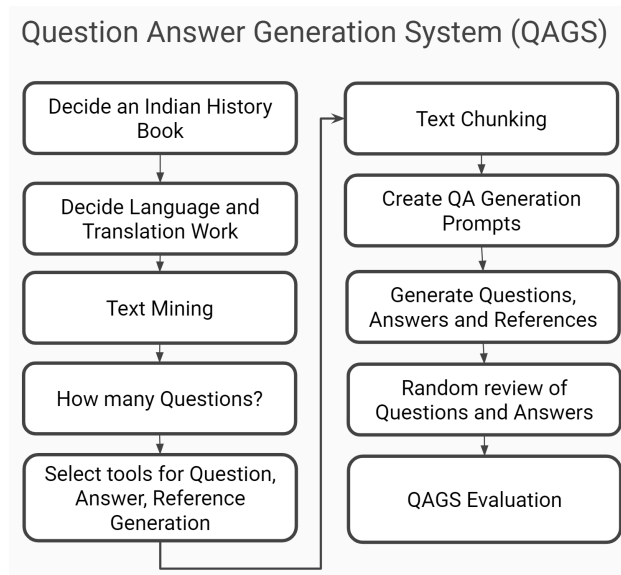 Question Answer Generation System (QAGS)
Decide an Indian History
Book
Decide Language and
Translation Work
Text Mining
How many Questions?
Select tools for Question,
Answer, Reference
Generation
Text Chunking
Create QA Generation
Prompts
Generate Questions,
Answers and References
Random review of
Questions and Answers
QAGS Evaluation